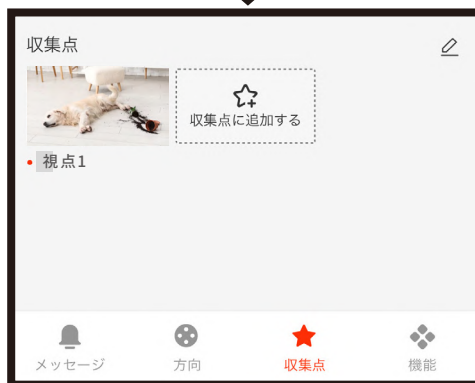 収集点
収集点に追加する
視点1
メッセージ
方向
収集点
機能